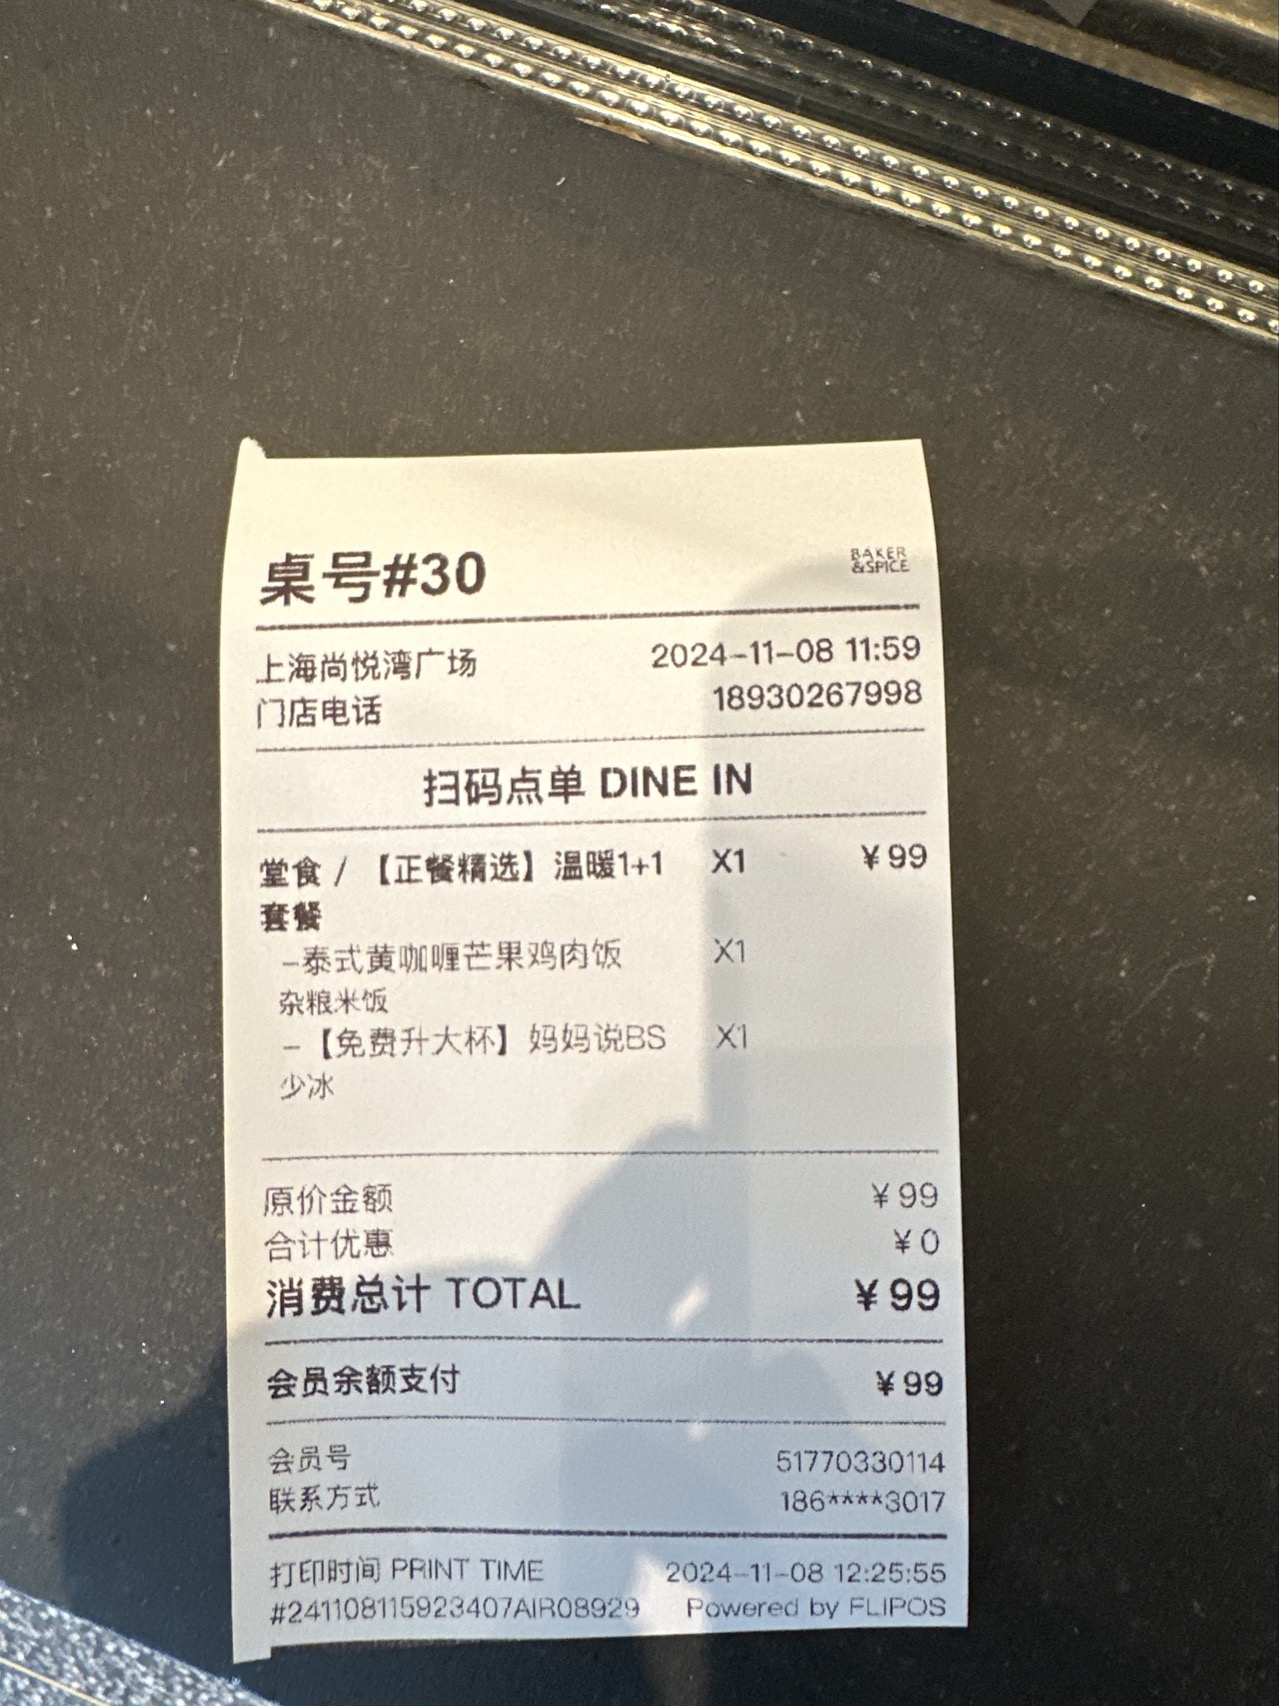 桌号#30
BAKER
&SPICE
上海尚悦湾广场 2024-11-08 11:59
门店电话 18930267998
扫码点单 DINE IN
堂食 / 【正餐精选】温暖1+1 X1 ¥99
套餐
-泰式黄咖喱芒果鸡肉饭 X1
杂粮米饭
-【免费升大杯】妈妈说BS X1
少冰
原价金额 ¥99
合计优惠 ¥0
消费总计 TOTAL ¥99
会员余额支付 ¥99
会员号 51770330114
联系方式 186****3017
打印时间 PRINT TIME 2024-11-08 12:25:55
#241108115923407AIR08929 Powered by FLIPOS